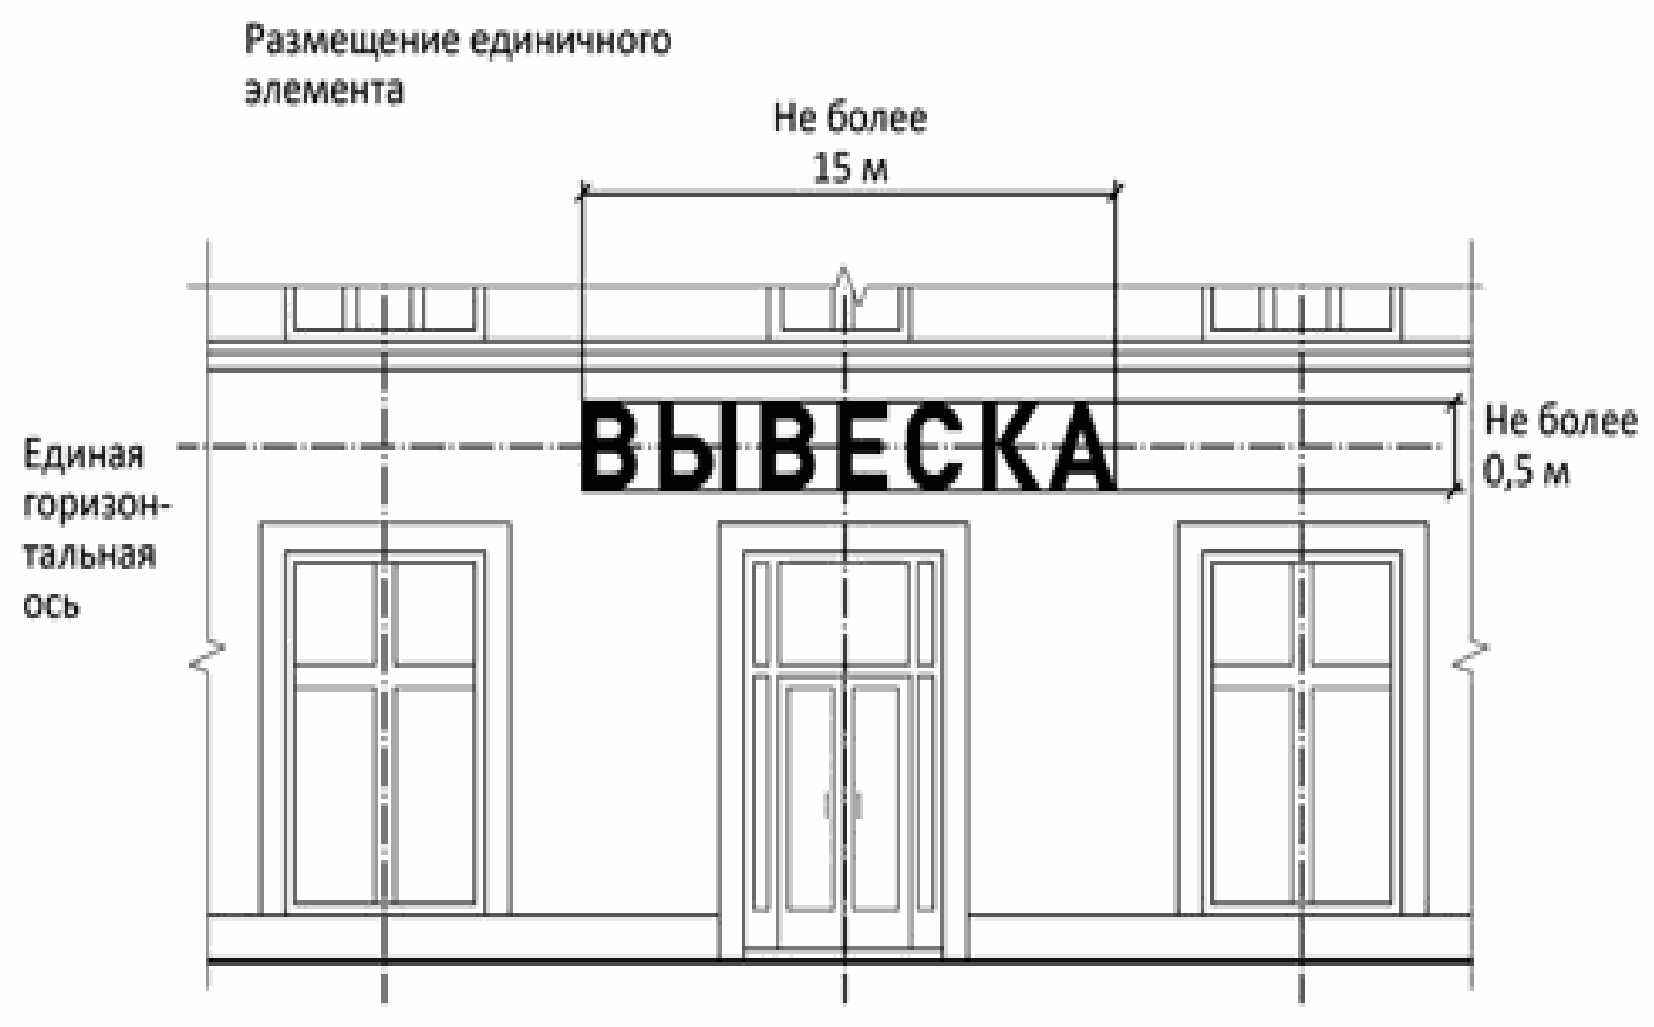 Размещение единичного
элемента
Не более
15 м
ВЫВЕСКА
Не более
0,5 м
Единая
горизон-
тальная
ось